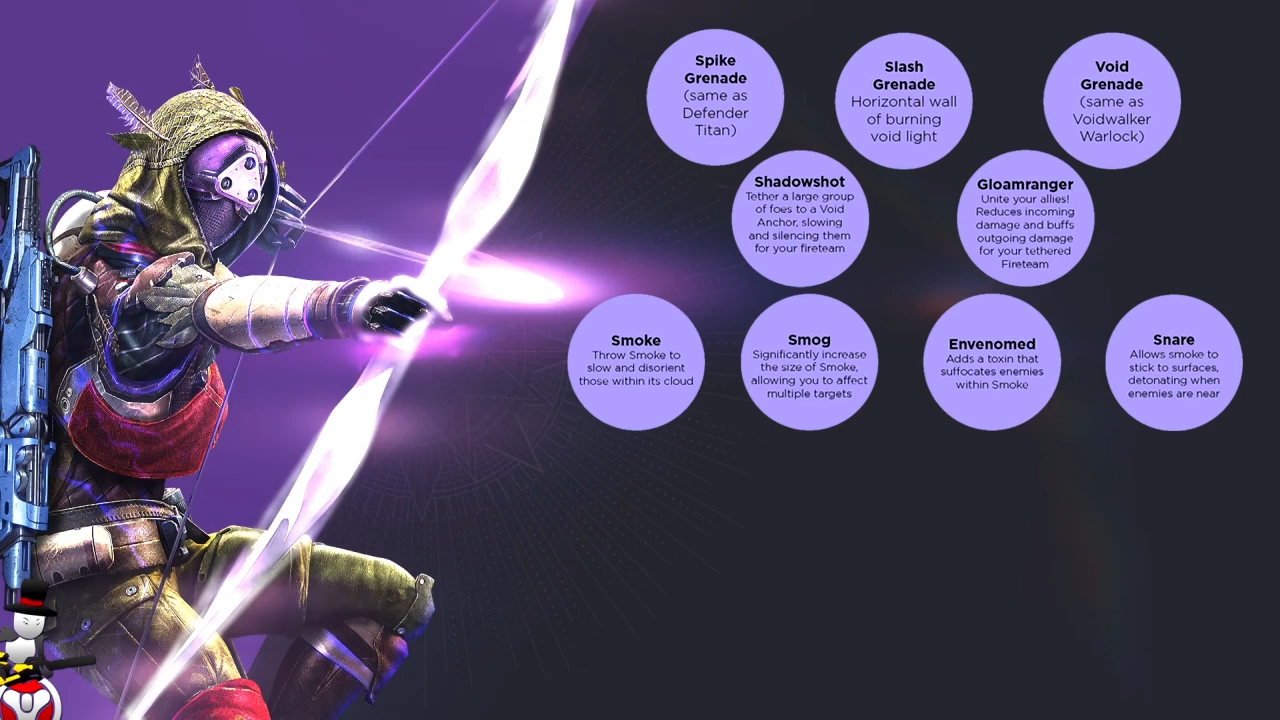 Spike
Grenade
(same as
Defender
Titan)
Slash
Grenade
Horizontal wall
of burning
void light
Void
Grenade
(same as
Voidwalker
Warlock)
Shadowshot
Tether a large group
of foes to a Void
Anchor, slowing
and silencing them
for your fireteam
Gloamranger
Unite your allies!
Reduces incoming
damage and buffs
outgoing damage
for your tethered
Fireteam
Smoke
Throw Smoke to
slow and disorient
those within its cloud
Smog
Significantly increase
the size of Smoke,
allowing you to affect
multiple targets
Envenomed
Adds a toxin that
suffocates enemies
within Smoke
Snare
Allows smoke to
stick to surfaces,
detonating when
enemies are near